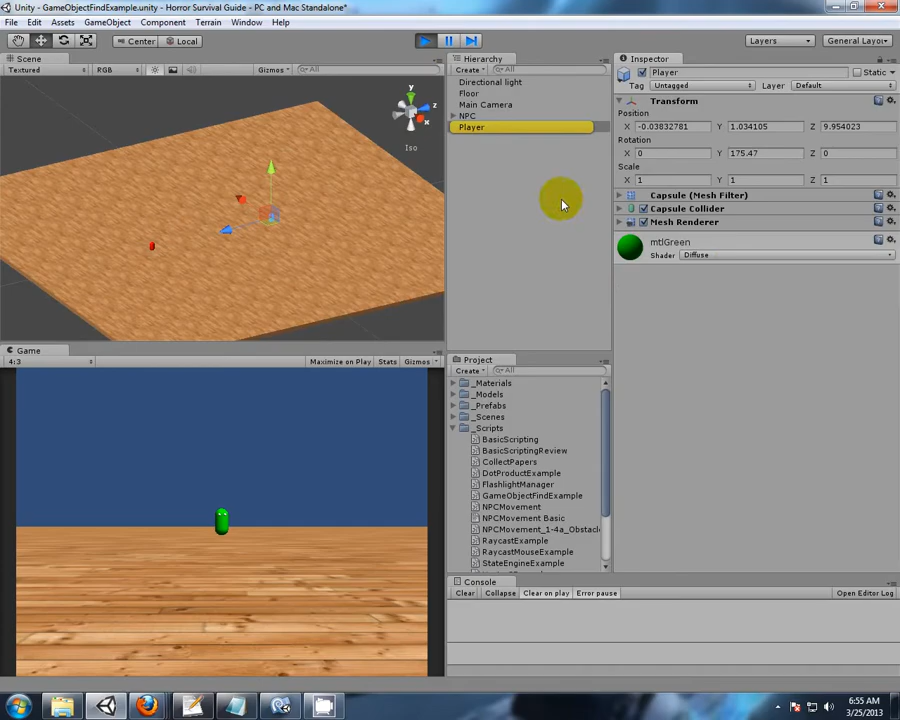 Unity - GameObjectFindExample.unity - Horror Survival Guide - PC and Mac Standalone*
File Edit Assets GameObject Component Terrain Window Help
Center Local Layers General Layou
Scene
Textured RGB Gizmos All
y
z
x
Iso
Hierarchy
Create All
Directional light
Floor
Main Camera
NPC
Player
Inspector
Player Static
Tag Untagged Layer Default
Transform
Position
X -0.03832781 Y 1.034105 Z 9.954023
Rotation
X 0 Y 175.47 Z 0
Scale
X 1 Y 1 Z 1
Capsule (Mesh Filter)
Capsule Collider
Mesh Renderer
mtlGreen
Shader Diffuse
Game
4:3 Maximize on Play Stats Gizmos
Project
Create All
_Materials
_Models
_Prefabs
_Scenes
_Scripts
BasicScripting
BasicScriptingReview
CollectPapers
DotProductExample
FlashlightManager
GameObjectFindExample
NPCMovement
NPCMovement Basic
NPCMovement_1-4a_Obstacle
RaycastExample
RaycastMouseExample
StateEngineExample
Console
Clear Collapse Clear on play Error pause Open Editor Log
6:55 AM
3/25/2013